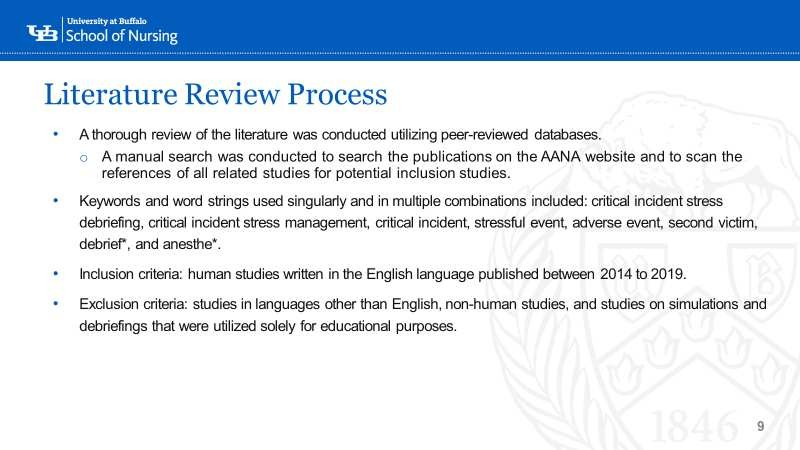 University at Buffalo
School of Nursing
Literature Review Process
• A thorough review of the literature was conducted utilizing peer-reviewed databases.
o A manual search was conducted to search the publications on the AANA website and to scan the
references of all related studies for potential inclusion studies.
• Keywords and word strings used singularly and in multiple combinations included: critical incident stress
debriefing, critical incident stress management, critical incident, stressful event, adverse event, second victim,
debrief*, and anesthe*.
• Inclusion criteria: human studies written in the English language published between 2014 to 2019.
• Exclusion criteria: studies in languages other than English, non-human studies, and studies on simulations and
debriefings that were utilized solely for educational purposes.
1846
9